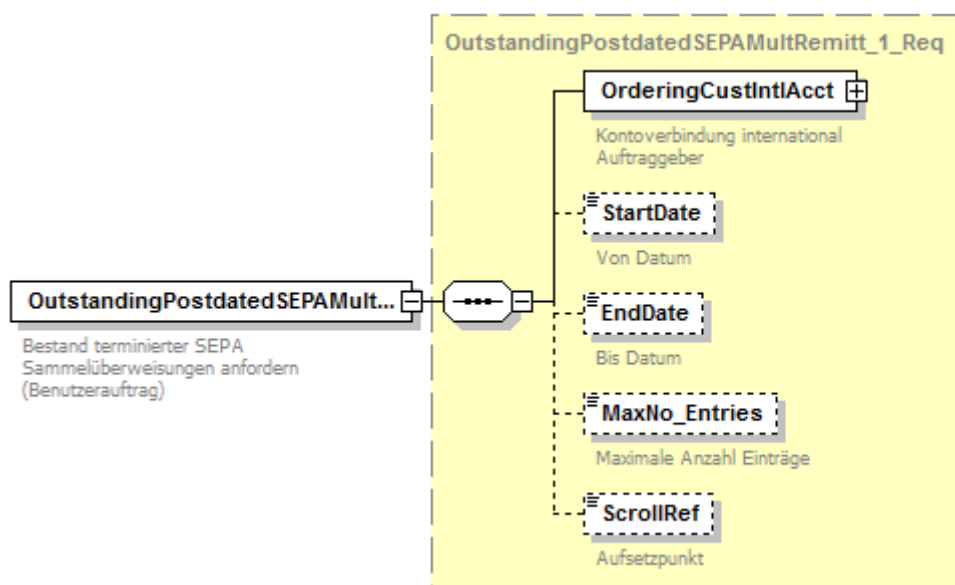 OutstandingPostdatedSEPAMultRemitt_1_Req
OrderingCustIntlAcct
Kontoverbindung international
Auftraggeber
StartDate
Von Datum
OutstandingPostdatedSEPAMult...
Bestand terminierter SEPA
Sammelüberweisungen anfordern
(Benutzerauftrag)
EndDate
Bis Datum
MaxNo_Entries
Maximale Anzahl Einträge
ScrollRef
Aufsetzpunkt